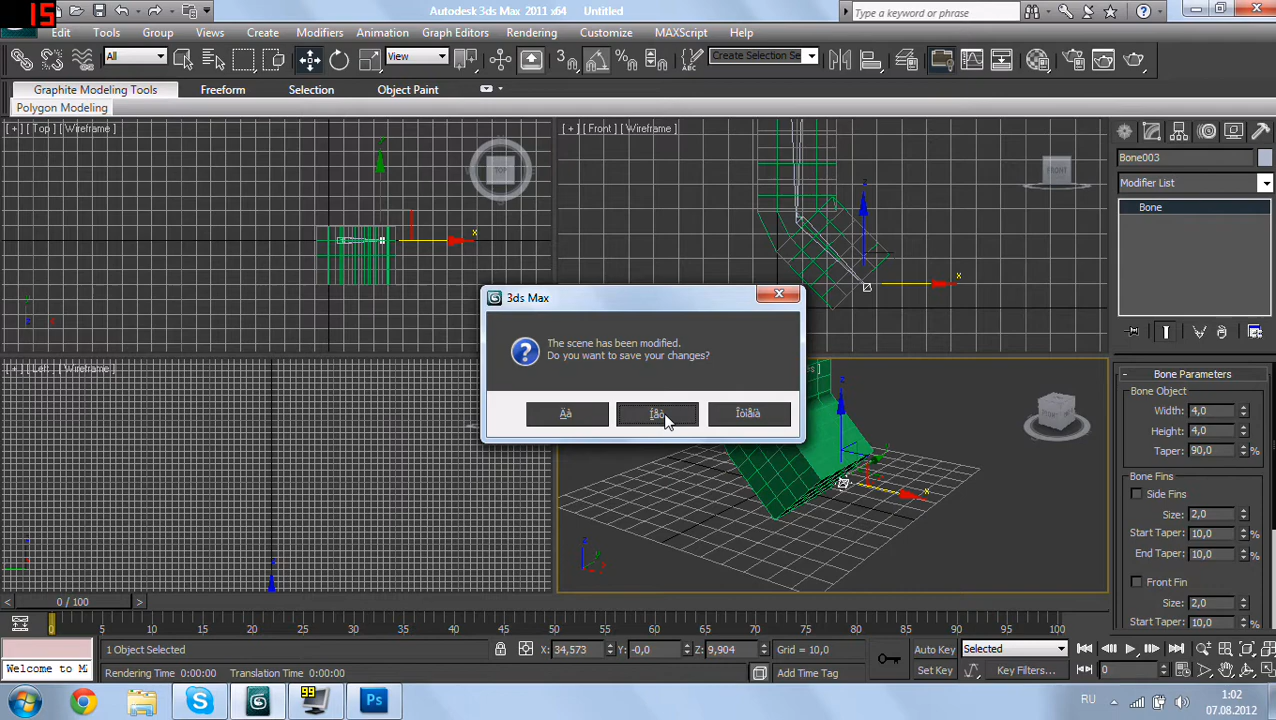 15
Autodesk 3ds Max 2011 x64 Untitled
Type a keyword or phrase
Edit Tools Group Views Create Modifiers Animation Graph Editors Rendering Customize MAXScript Help
All View 3 Create Selection Se
Graphite Modeling Tools Freeform Selection Object Paint
Polygon Modeling
[ + ] [ Top ] [ Wireframe ]
[ + ] [ Front ] [ Wireframe ]
TOP
FRONT
Bone003
Modifier List
Bone
3ds Max
The scene has been modified.
Do you want to save your changes?
Äà Íåò Îòìåíà
[ + ] [ Left ] [ Wireframe ]
Bone Parameters
Bone Object
Width: 4,0
Height: 4,0
Taper: 90,0 %
Bone Fins
Side Fins
Size: 2,0
Start Taper: 10,0 %
End Taper: 10,0 %
Front Fin
Size: 2,0
Start Taper: 10,0 %
< 0 / 100 >
0 5 10 15 20 25 30 35 40 45 50 55 60 65 70 75 80 85 90 95 100
1 Object Selected X: 34,573 Y: -0,0 Z: 9,904 Grid = 10,0 Auto Key Selected
Welcome to M Rendering Time 0:00:00 Translation Time 0:00:00 Add Time Tag Set Key Key Filters... 0
99
Ps
RU
1:02
07.08.2012